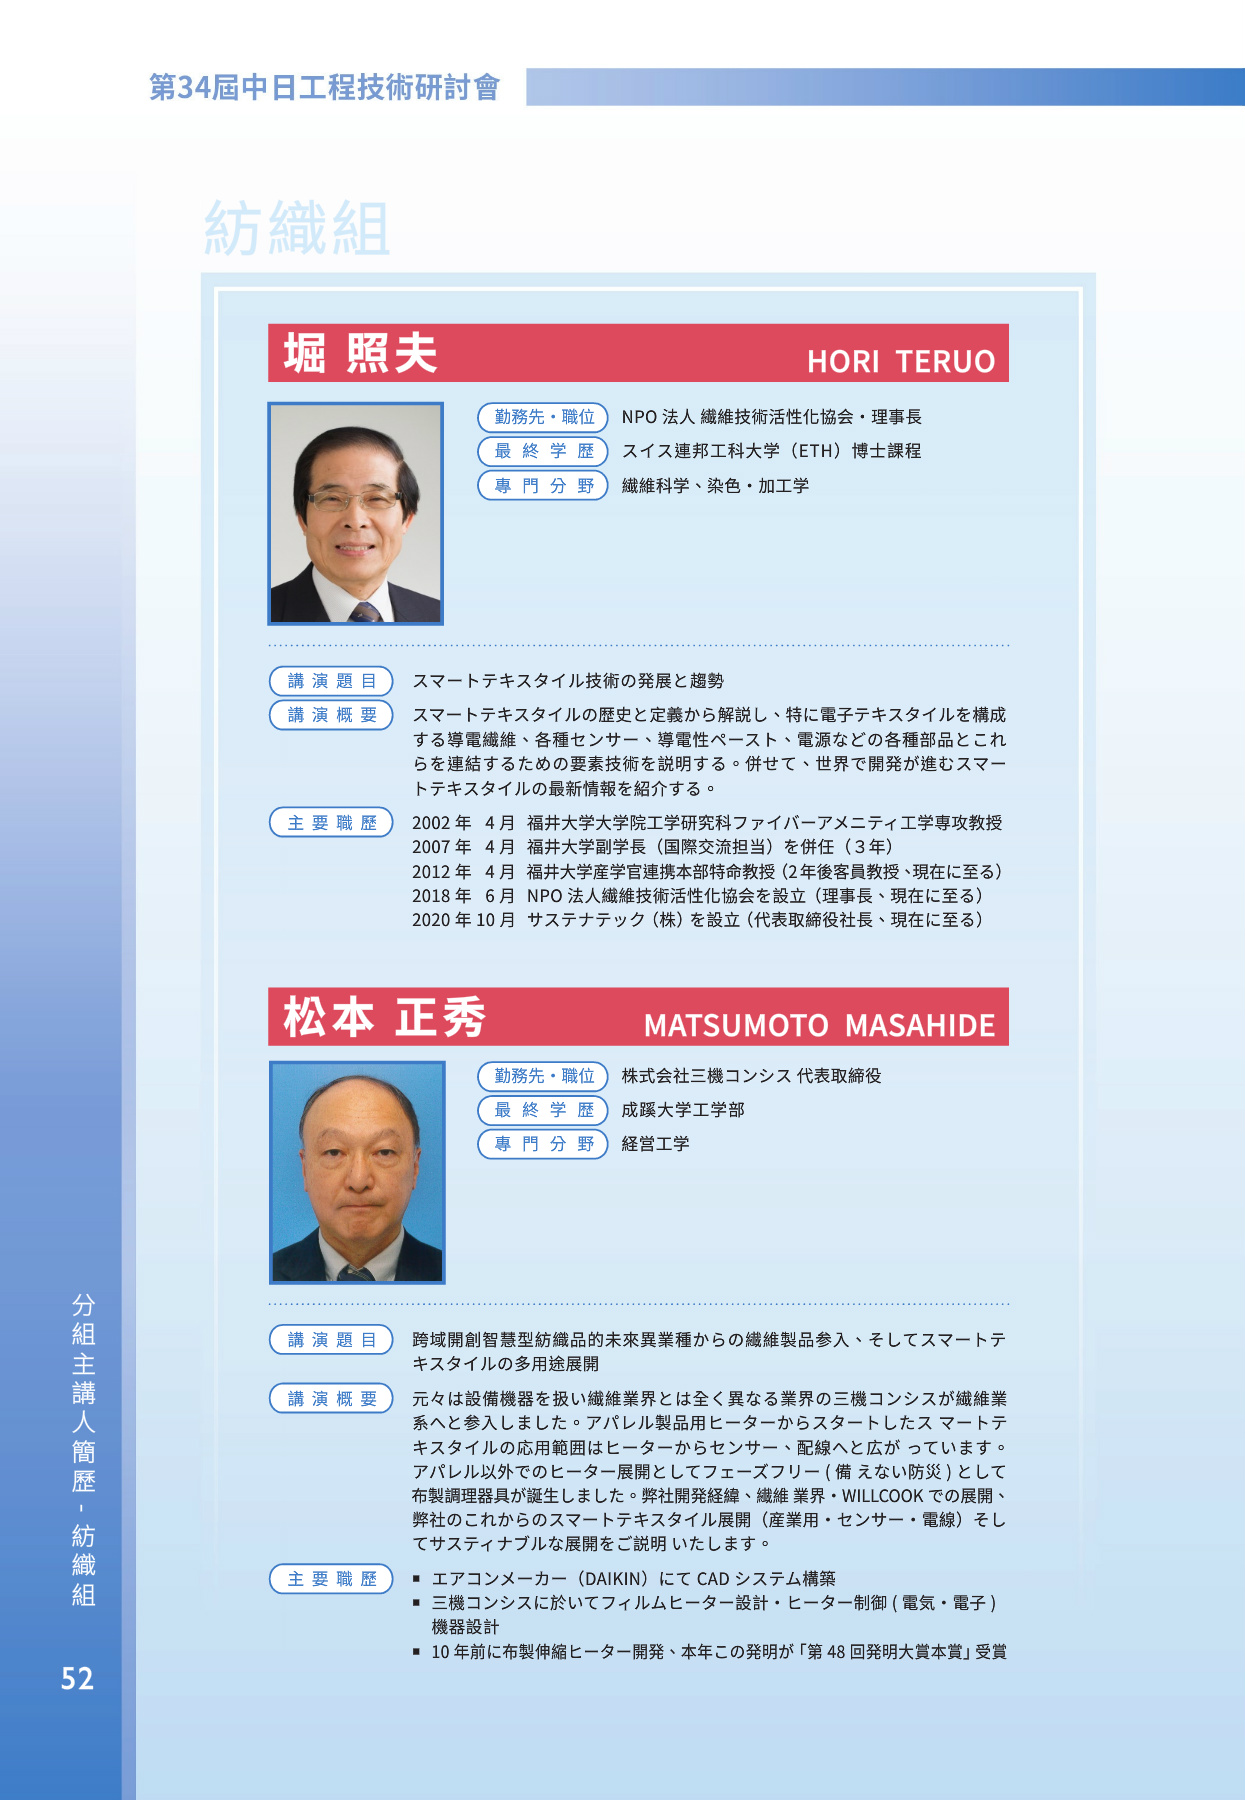 第34屆中日工程技術研討會
紡織組
堀 照夫 HORI TERUO
勤務先・職位 NPO 法人 繊維技術活性化協会・理事長
最終学歴 スイス連邦工科大学（ETH）博士課程
專門分野 繊維科学、染色・加工学
講演題目 スマートテキスタイル技術の発展と趨勢
講演概要 スマートテキスタイルの歴史と定義から解説し、特に電子テキスタイルを構成
する導電繊維、各種センサー、導電性ペースト、電源などの各種部品とこれ
らを連結するための要素技術を説明する。併せて、世界で開発が進むスマー
トテキスタイルの最新情報を紹介する。
主要職歷 2002 年 4 月 福井大学大学院工学研究科ファイバーアメニティ工学専攻教授
2007 年 4 月 福井大学副学長（国際交流担当）を併任（３年）
2012 年 4 月 福井大学産学官連携本部特命教授（2年後客員教授、現在に至る）
2018 年 6 月 NPO 法人繊維技術活性化協会を設立（理事長、現在に至る）
2020 年 10 月 サステナテック（株）を設立（代表取締役社長、現在に至る）
松本 正秀 MATSUMOTO MASAHIDE
勤務先・職位 株式会社三機コンシス 代表取締役
最終学歴 成蹊大学工学部
專門分野 経営工学
講演題目 跨域開創智慧型紡織品的未來異業種からの繊維製品参入、そしてスマートテ
キスタイルの多用途展開
講演概要 元々は設備機器を扱い繊維業界とは全く異なる業界の三機コンシスが繊維業
系へと参入しました。アパレル製品用ヒーターからスタートしたス マートテ
キスタイルの応用範囲はヒーターからセンサー、配線へと広が っています。
アパレル以外でのヒーター展開としてフェーズフリー ( 備 えない防災 ) として
布製調理器具が誕生しました。弊社開発経緯、繊維 業界・WILLCOOK での展開、
弊社のこれからのスマートテキスタイル展開（産業用・センサー・電線）そし
てサスティナブルな展開をご説明 いたします。
主要職歷 ▪ エアコンメーカー（DAIKIN）にて CAD システム構築
▪ 三機コンシスに於いてフィルムヒーター設計・ヒーター制御 ( 電気・電子 )
機器設計
▪ 10 年前に布製伸縮ヒーター開発、本年この発明が「第 48 回発明大賞本賞」受賞
分組主講人簡歷 - 紡織組
52